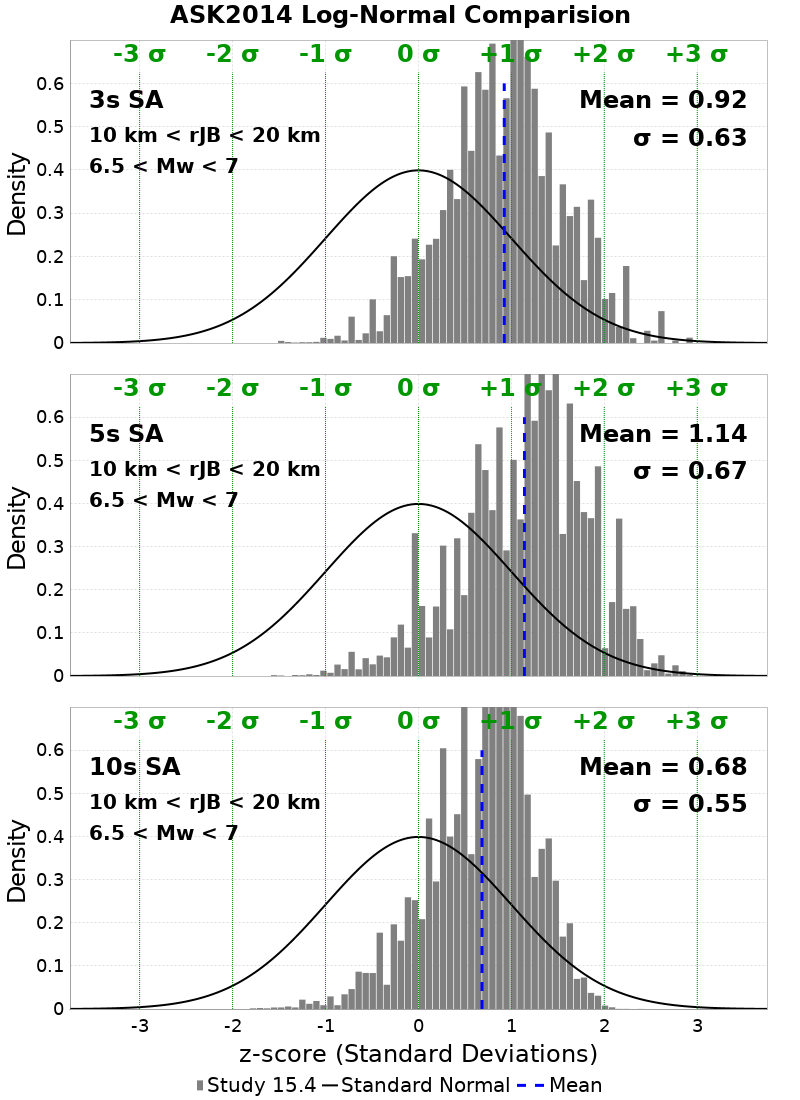 ASK2014 Log-Normal Comparision
-3 σ -2 σ -1 σ 0 σ +1 σ +2 σ +3 σ
3s SA
Mean = 0.92
10 km < rJB < 20 km
σ = 0.63
6.5 < Mw < 7
Density
0.6
0.5
0.4
0.3
0.2
0.1
0
-3 σ -2 σ -1 σ 0 σ +1 σ +2 σ +3 σ
5s SA
Mean = 1.14
10 km < rJB < 20 km
σ = 0.67
6.5 < Mw < 7
Density
0.6
0.5
0.4
0.3
0.2
0.1
0
-3 σ -2 σ -1 σ 0 σ +1 σ +2 σ +3 σ
10s SA
Mean = 0.68
10 km < rJB < 20 km
σ = 0.55
6.5 < Mw < 7
Density
0.6
0.5
0.4
0.3
0.2
0.1
0
-3 -2 -1 0 1 2 3
z-score (Standard Deviations)
Study 15.4 Standard Normal Mean